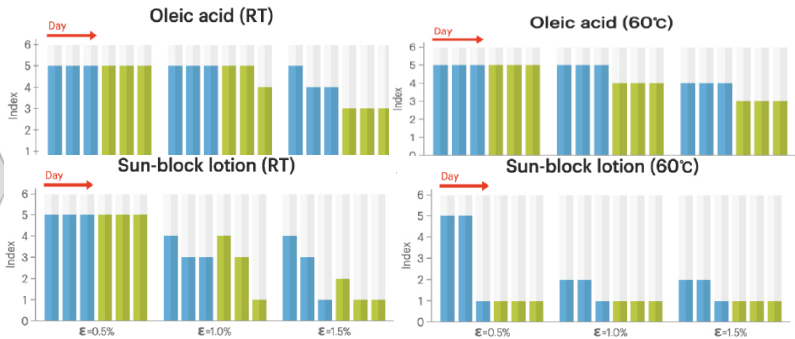 Oleic acid (RT)
Day
Index
6
5
4
3
2
1
Oleic acid (60℃)
Day
Index
6
5
4
3
2
1
0
Sun-block lotion (RT)
Day
Index
6
5
4
3
2
1
0
ε=0.5%
ε=1.0%
ε=1.5%
Sun-block lotion (60℃)
Day
Index
6
5
4
3
2
1
0
ε=0.5%
ε=1.0%
ε=1.5%